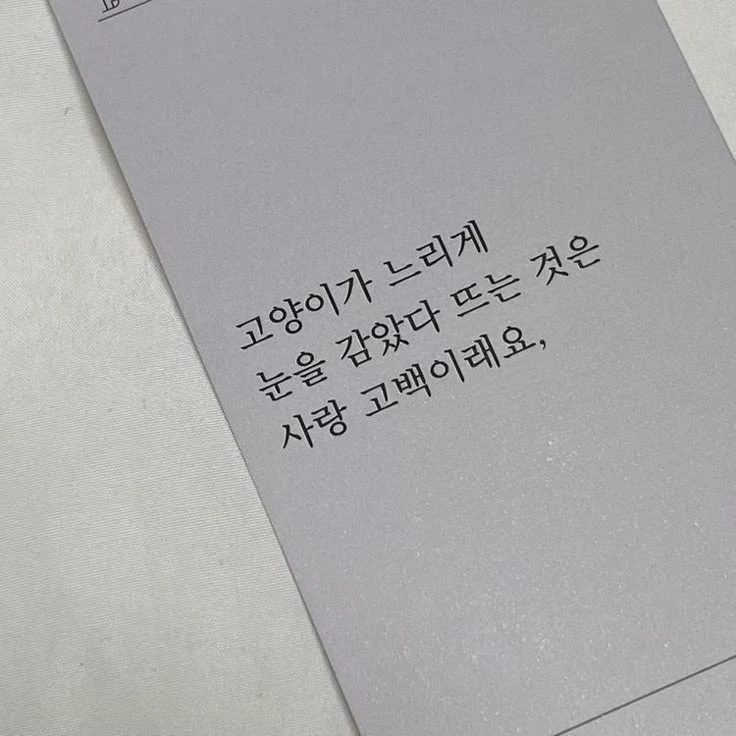 고양이가 느리게
눈을 감았다 뜨는 것은
사랑 고백이래요,